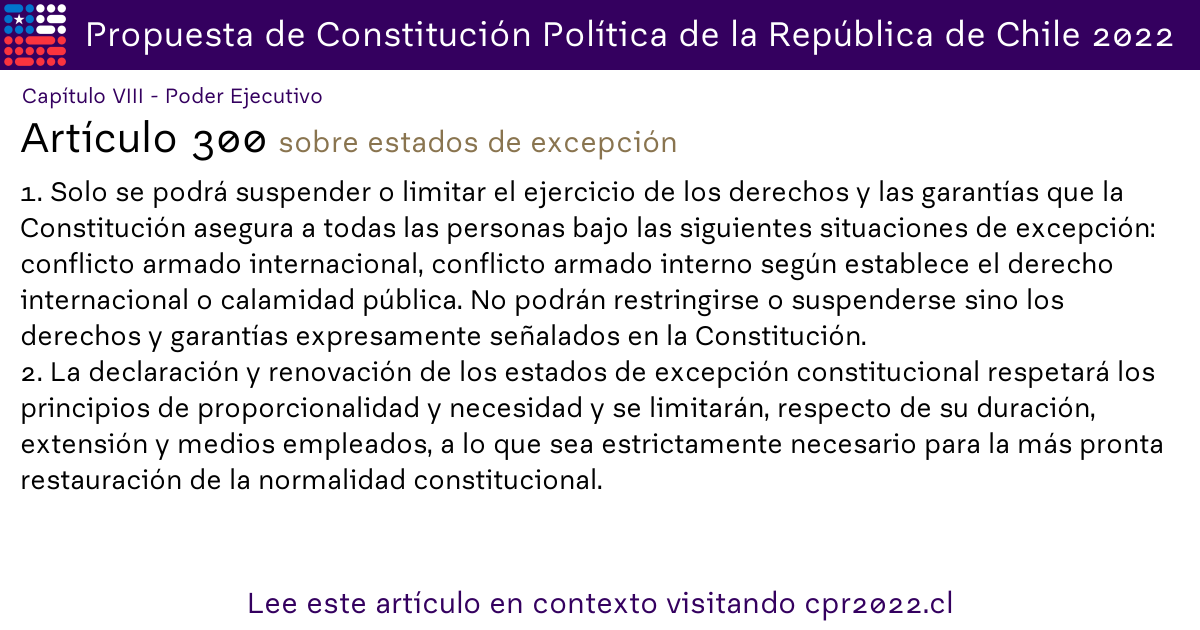 Propuesta de Constitución Política de la República de Chile 2022
Capítulo VIII - Poder Ejecutivo
Artículo 300 sobre estados de excepción
1. Solo se podrá suspender o limitar el ejercicio de los derechos y las garantías que la
Constitución asegura a todas las personas bajo las siguientes situaciones de excepción:
conflicto armado internacional, conflicto armado interno según establece el derecho
internacional o calamidad pública. No podrán restringirse o suspenderse sino los
derechos y garantías expresamente señalados en la Constitución.
2. La declaración y renovación de los estados de excepción constitucional respetará los
principios de proporcionalidad y necesidad y se limitarán, respecto de su duración,
extensión y medios empleados, a lo que sea estrictamente necesario para la más pronta
restauración de la normalidad constitucional.
Lee este artículo en contexto visitando cpr2022.cl